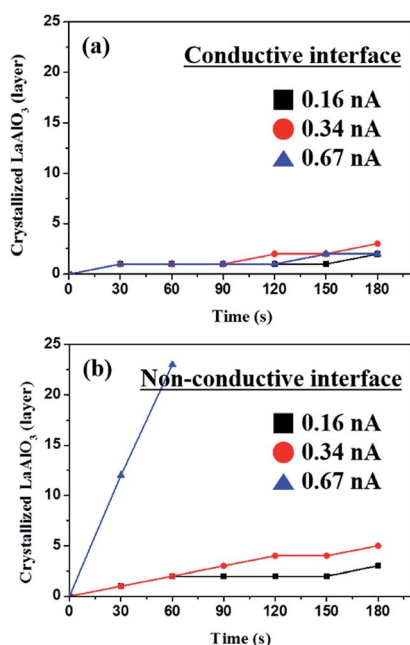 (a)
Conductive interface
0.16 nA
0.34 nA
0.67 nA
Crystallized LaAlO3 (layer)
25
20
15
10
5
0
0 30 60 90 120 150 180
Time (s)
(b)
Non-conductive interface
0.16 nA
0.34 nA
0.67 nA
Crystallized LaAlO3 (layer)
25
20
15
10
5
0
0 30 60 90 120 150 180
Time (s)